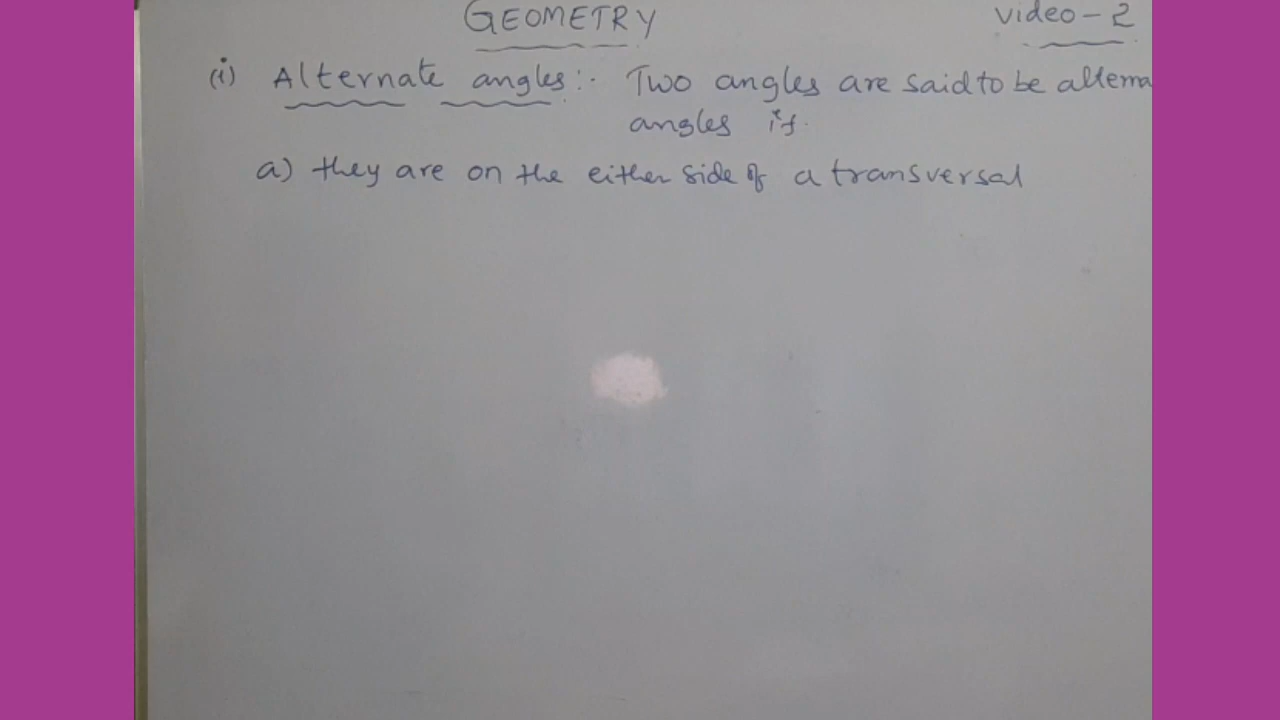 GEOMETRY
Video - 2
(i) Alternate angles:- Two angles are said to be alterna
angles if.
a) they are on the either side of a transversal